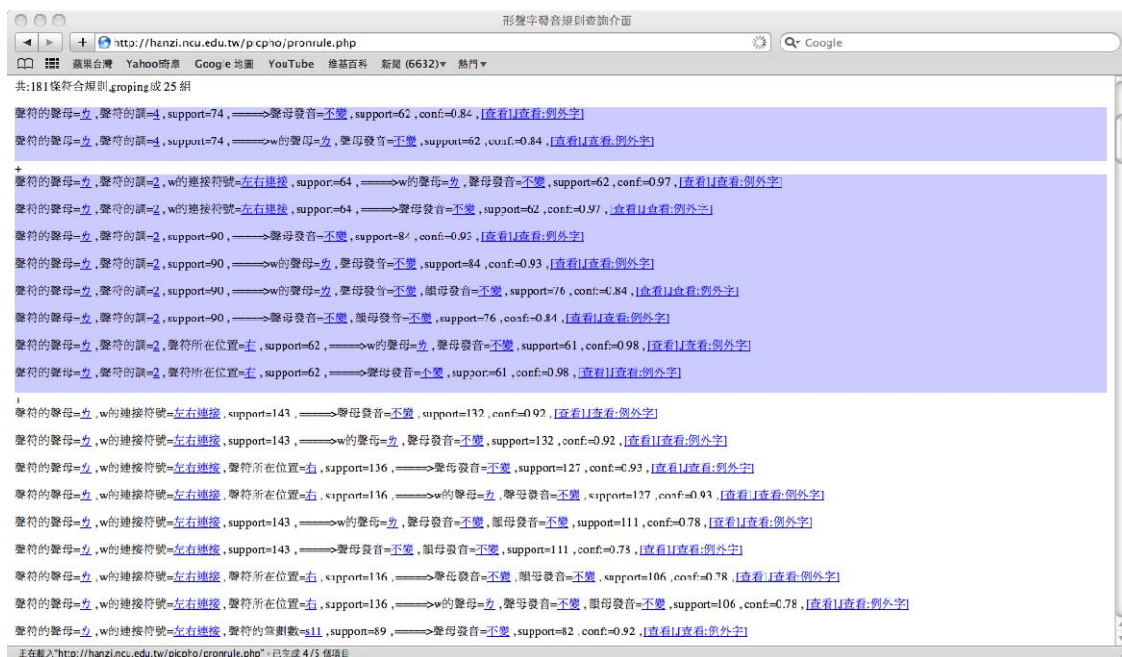 形聲字發音規則查詢介面
http://hanzi.ncu.edu.tw/picpho/pronrule.php Google
蘋果台灣 Yahoo!奇摩 Google 地圖 YouTube 維基百科 新聞 (6632)▾ 熱門▾
共:181條符合規則,groping成 25 組
聲符的聲母=ㄌ ,聲符的調=4 , support=74 , =====>聲母發音=不變 , support=62 , conf:=0.84 , [查看][查看:例外字]
聲符的聲母=ㄌ ,聲符的調=4 , support=74 , =====>w的聲母=ㄌ , 聲母發音=不變 , support=62 , conf:=0.84 , [查看][查看:例外字]
+
聲符的聲母=ㄌ ,聲符的調=2 , w的連接符號=左右連接 , support=64 , =====>w的聲母=ㄌ , 聲母發音=不變 , support=62 , conf:=0.97 , [查看][查看:例外字]
聲符的聲母=ㄌ ,聲符的調=2 , w的連接符號=左右連接 , support=64 , =====>聲母發音=不變 , support=62 , conf:=0.97 , [查看][查看:例外字]
聲符的聲母=ㄌ ,聲符的調=2 , support=90 , =====>聲母發音=不變 , support=84 , conf:=0.93 , [查看][查看:例外字]
聲符的聲母=ㄌ ,聲符的調=2 , support=90 , =====>w的聲母=ㄌ , 聲母發音=不變 , support=84 , conf:=0.93 , [查看][查看:例外字]
聲符的聲母=ㄌ ,聲符的調=2 , support=90 , =====>w的聲母=ㄌ , 聲母發音=不變 , 韻母發音=不變 , support=76 , conf:=0.84 , [查看][查看:例外字]
聲符的聲母=ㄌ ,聲符的調=2 , support=90 , =====>聲母發音=不變 , 韻母發音=不變 , support=76 , conf:=0.84 , [查看][查看:例外字]
聲符的聲母=ㄌ ,聲符的調=2 , 聲符所在位置=右 , support=62 , =====>w的聲母=ㄌ , 聲母發音=不變 , support=61 , conf:=0.98 , [查看][查看:例外字]
聲符的聲母=ㄌ ,聲符的調=2 , 聲符所在位置=右 , support=62 , =====>聲母發音=不變 , support=61 , conf:=0.98 , [查看][查看:例外字]
+
聲符的聲母=ㄌ , w的連接符號=左右連接 , support=143 , =====>聲母發音=不變 , support=132 , conf:=0.92 , [查看][查看:例外字]
聲符的聲母=ㄌ , w的連接符號=左右連接 , support=143 , =====>w的聲母=ㄌ , 聲母發音=不變 , support=132 , conf:=0.92 , [查看][查看:例外字]
聲符的聲母=ㄌ , w的連接符號=左右連接 , 聲符所在位置=右 , support=136 , =====>聲母發音=不變 , support=127 , conf:=0.93 , [查看][查看:例外字]
聲符的聲母=ㄌ , w的連接符號=左右連接 , 聲符所在位置=右 , support=136 , =====>w的聲母=ㄌ , 聲母發音=不變 , support=127 , conf:=0.93 , [查看][查看:例外字]
聲符的聲母=ㄌ , w的連接符號=左右連接 , support=143 , =====>w的聲母=ㄌ , 聲母發音=不變 , 韻母發音=不變 , support=111 , conf:=0.78 , [查看][查看:例外字]
聲符的聲母=ㄌ , w的連接符號=左右連接 , support=143 , =====>聲母發音=不變 , 韻母發音=不變 , support=111 , conf:=0.78 , [查看][查看:例外字]
聲符的聲母=ㄌ , w的連接符號=左右連接 , 聲符所在位置=右 , support=136 , =====>聲母發音=不變 , 韻母發音=不變 , support=106 , conf:=0.78 , [查看][查看:例外字]
聲符的聲母=ㄌ , w的連接符號=左右連接 , 聲符所在位置=右 , support=136 , =====>w的聲母=ㄌ , 聲母發音=不變 , 韻母發音=不變 , support=106 , conf:=0.78 , [查看][查看:例外字]
聲符的聲母=ㄌ , w的連接符號=左右連接 , 聲符的筆劃數=s11 , support=89 , =====>聲母發音=不變 , support=82 , conf:=0.92 , [查看][查看:例外字]
正在載入"http://hanzi.ncu.edu.tw/picpho/pronrule.php"，已完成 4/5 個項目